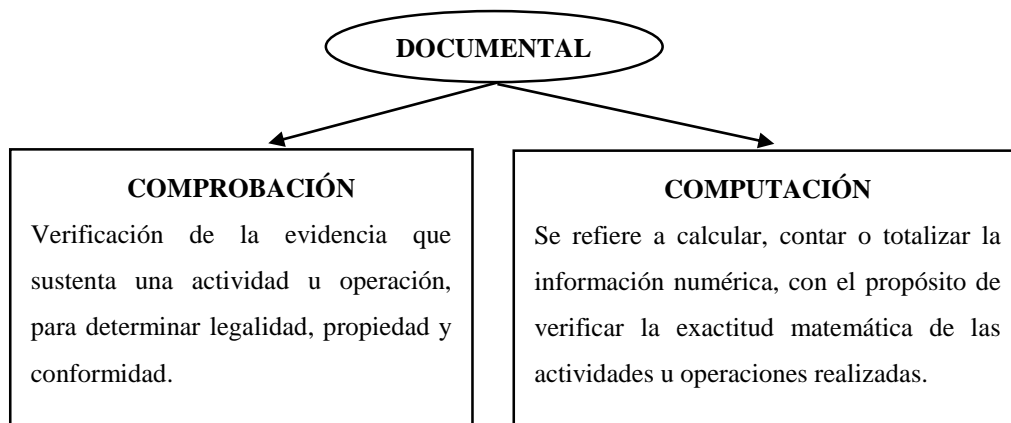 DOCUMENTAL
COMPROBACIÓN
Verificación de la evidencia que
sustenta una actividad u operación,
para determinar legalidad, propiedad y
conformidad.
COMPUTACIÓN
Se refiere a calcular, contar o totalizar la
información numérica, con el propósito de
verificar la exactitud matemática de las
actividades u operaciones realizadas.